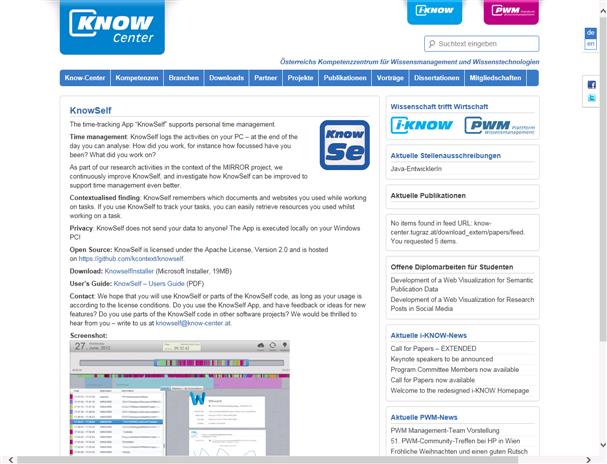 KNOW
Center
i-KNOW
PWM
Suchtext eingeben
de
en
Österreichs Kompetenzzentrum für Wissensmanagement und Wissenstechnologien
Know-Center Kompetenzen Branchen Downloads Partner Projekte Publikationen Vorträge Dissertationen Mitgliedschaften
KnowSelf
The time-tracking App "KnowSelf" supports personal time management.
Time management: KnowSelf logs the activities on your PC – at the end of the
day you can analyse: How did you work, for instance how focussed have you
been? What did you work on?
Know
Se
As part of our research activities in the context of the MIRROR project, we
continuously improve KnowSelf, and investigate how KnowSelf can be improved to
support time management even better.
Contextualised finding: KnowSelf remembers which documents and websites you used while working
on tasks. If you use KnowSelf to track your tasks, you can easily retrieve resources you used whilst
working on a task.
Privacy: KnowSelf does not send your data to anyone! The App is executed locally on your Windows
PC!
Open Source: KnowSelf is licensed under the Apache License, Version 2.0 and is hosted
on https://github.com/kcontext/knowself.
Download: KnowselfInstaller (Microsoft Installer, 19MB)
User's Guide: KnowSelf – Users Guide (PDF)
Contact: We hope that you will use KnowSelf or parts of the KnowSelf code, as long as your usage is
according to the license conditions. Do you use the KnowSelf App, and have feedback or ideas for new
features? Do you use parts of the KnowSelf code in other software projects? We would be thrilled to
hear from you – write to us at knowself@know-center.at.
Screenshot:
27.
Wissenschaft trifft Wirtschaft
i-KNOW
PWM Plattform
Wissensmanagement
Aktuelle Stellenausschreibungen
Java-EntwicklerIn
Aktuelle Publikationen
No items found in feed URL: know-
center.tugraz.at/download_extern/papers/feed.
You requested 5 items.
Offene Diplomarbeiten für Studenten
Development of a Web Visualization for Semantic
Publication Data
Development of a Web Visualization for Research
Posts in Social Media
Aktuelle i-KNOW-News
Call for Papers – EXTENDED
Keynote speakers to be announced
Program Committee Members now available
Call for Papers now available
Welcome to the redesigned i-KNOW Homepage
Aktuelle PWM-News
PWM Management-Team Vorstellung
51. PWM-Community-Treffen bei HP in Wien
Fröhliche Weihnachten und einen guten Rutsch